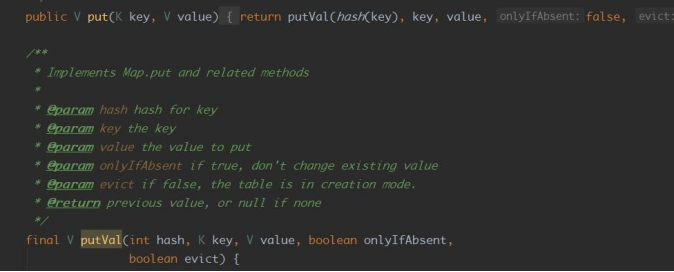 public V put(K key, V value) { return putVal(hash(key), key, value, onlyIfAbsent: false, evict:
/**
* Implements Map.put and related methods
*
* @param hash hash for key
* @param key the key
* @param value the value to put
* @param onlyIfAbsent if true, don't change existing value
* @param evict if false, the table is in creation mode.
* @return previous value, or null if none
*/
final V putVal(int hash, K key, V value, boolean onlyIfAbsent,
boolean evict) {